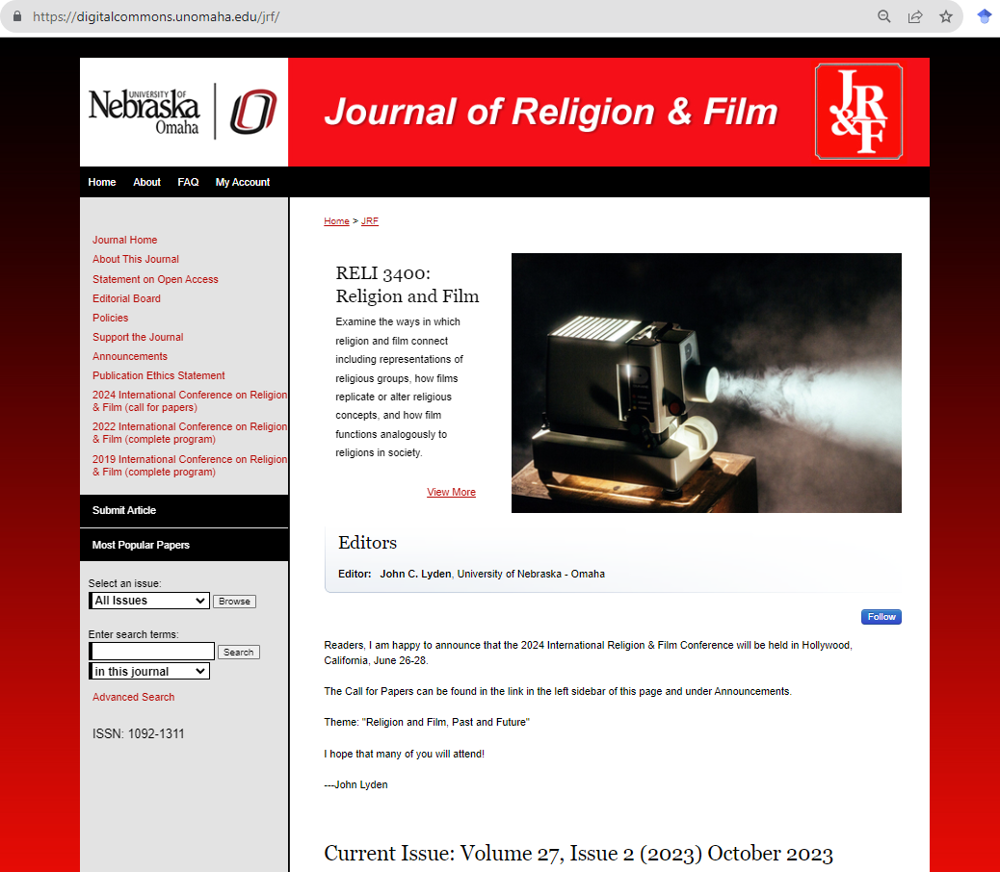 https://digitalcommons.unomaha.edu/jrf/
UNIVERSITY OF
Nebraska
Omaha
Journal of Religion & Film
JR
&F
Home About FAQ My Account
Journal Home
About This Journal
Statement on Open Access
Editorial Board
Policies
Support the Journal
Announcements
Publication Ethics Statement
2024 International Conference on Religion
& Film (call for papers)
2022 International Conference on Religion
& Film (complete program)
2019 International Conference on Religion
& Film (complete program)
Submit Article
Most Popular Papers
Select an issue:
All Issues Browse
Enter search terms:
Search
in this journal
Advanced Search
ISSN: 1092-1311
Home > JRF
RELI 3400:
Religion and Film
Examine the ways in which
religion and film connect
including representations of
religious groups, how films
replicate or alter religious
concepts, and how film
functions analogously to
religions in society.
View More
Editors
Editor: John C. Lyden, University of Nebraska - Omaha
Follow
Readers, I am happy to announce that the 2024 International Religion & Film Conference will be held in Hollywood,
California, June 26-28.
The Call for Papers can be found in the link in the left sidebar of this page and under Announcements.
Theme: "Religion and Film, Past and Future"
I hope that many of you will attend!
---John Lyden
Current Issue: Volume 27, Issue 2 (2023) October 2023